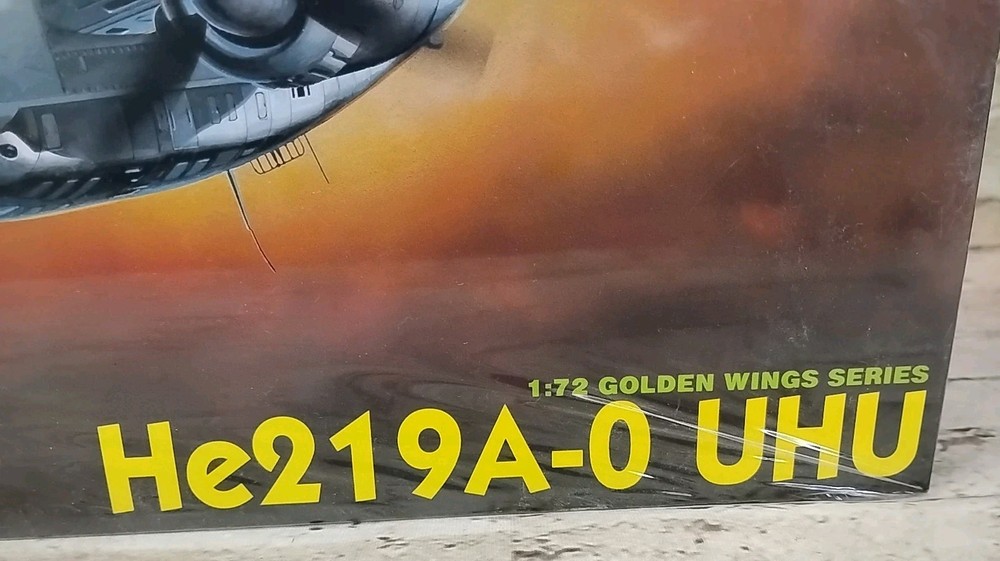 1:72 GOLDEN WINGS SERIES
He219A-0 UHU